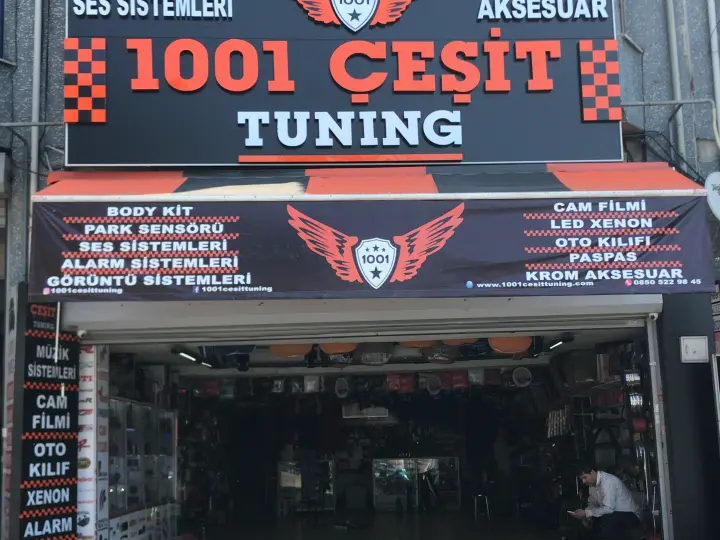 SES SİSTEMLERİ
1001
AKSESUAR
1001 ÇEŞİT
TUNING
BODY KİT
PARK SENSÖRÜ
SES SİSTEMLERİ
ALARM SİSTEMLERİ
GÖRÜNTÜ SİSTEMLERİ
1001cesittuning
1001cesittuning
1001
CAM FİLMİ
LED XENON
OTO KILIFI
PASPAS
KROM AKSESUAR
www.1001cesittuning.com
0850 522 98 45
ÇEŞİT
TUNING
MÜZİK
SİSTEMLERİ
CAM
FİLMİ
OTO
KILIF
XENON
ALARM